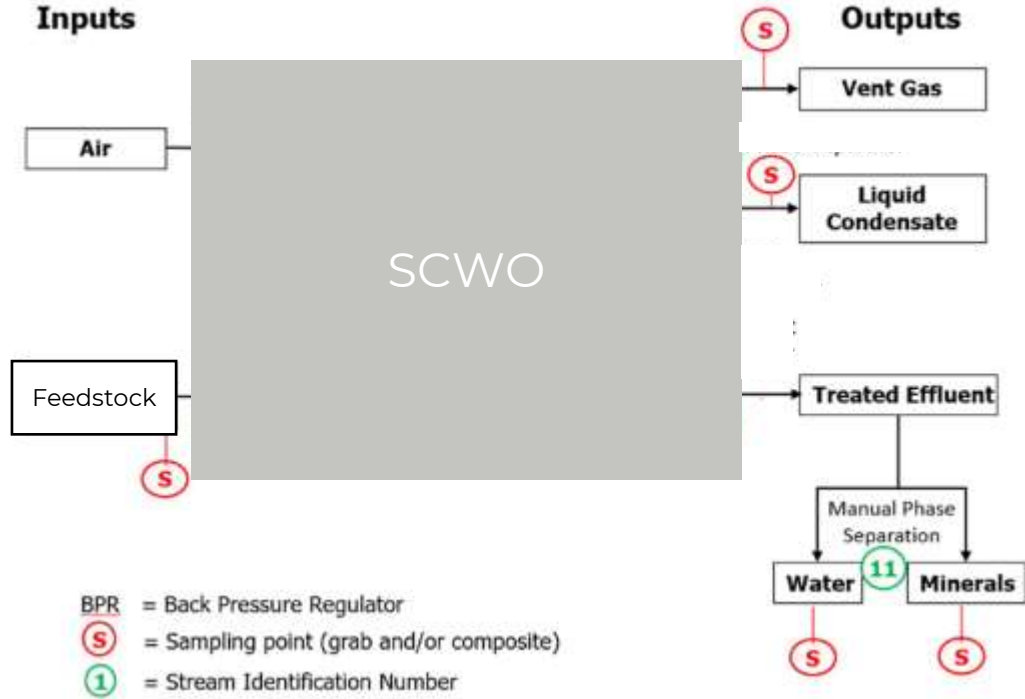 Inputs
Outputs
S
Vent Gas
Air
S
Liquid
Condensate
SCWO
Feedstock
Treated Effluent
S
Manual Phase
Separation
Water
11
Minerals
BPR = Back Pressure Regulator
S = Sampling point (grab and/or composite)
S
S
1 = Stream Identification Number